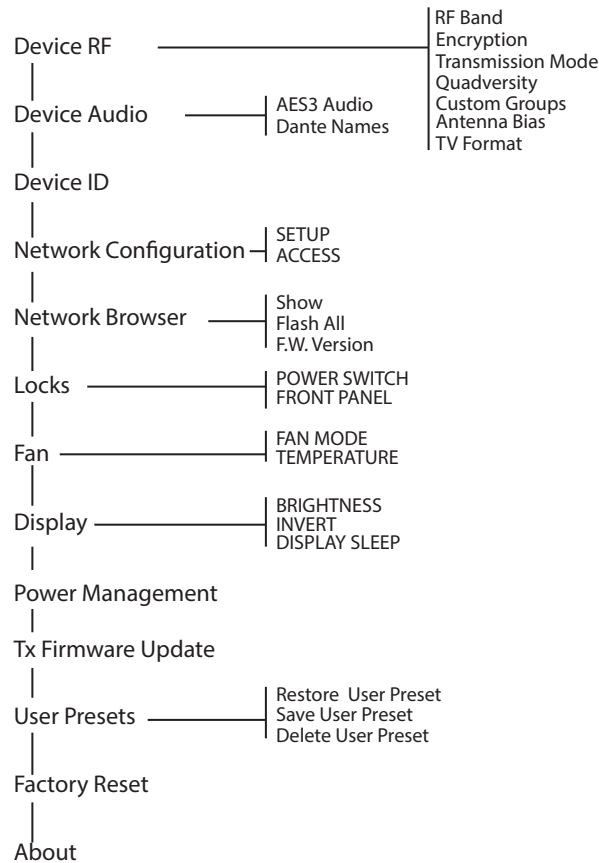 Device RF
RF Band
Encryption
Transmission Mode
Quadversity
Custom Groups
Antenna Bias
TV Format
Device Audio
AES3 Audio
Dante Names
Device ID
Network Configuration
SETUP
ACCESS
Network Browser
Show
Flash All
F.W. Version
Locks
POWER SWITCH
FRONT PANEL
Fan
FAN MODE
TEMPERATURE
Display
BRIGHTNESS
INVERT
DISPLAY SLEEP
Power Management
Tx Firmware Update
User Presets
Restore User Preset
Save User Preset
Delete User Preset
Factory Reset
About